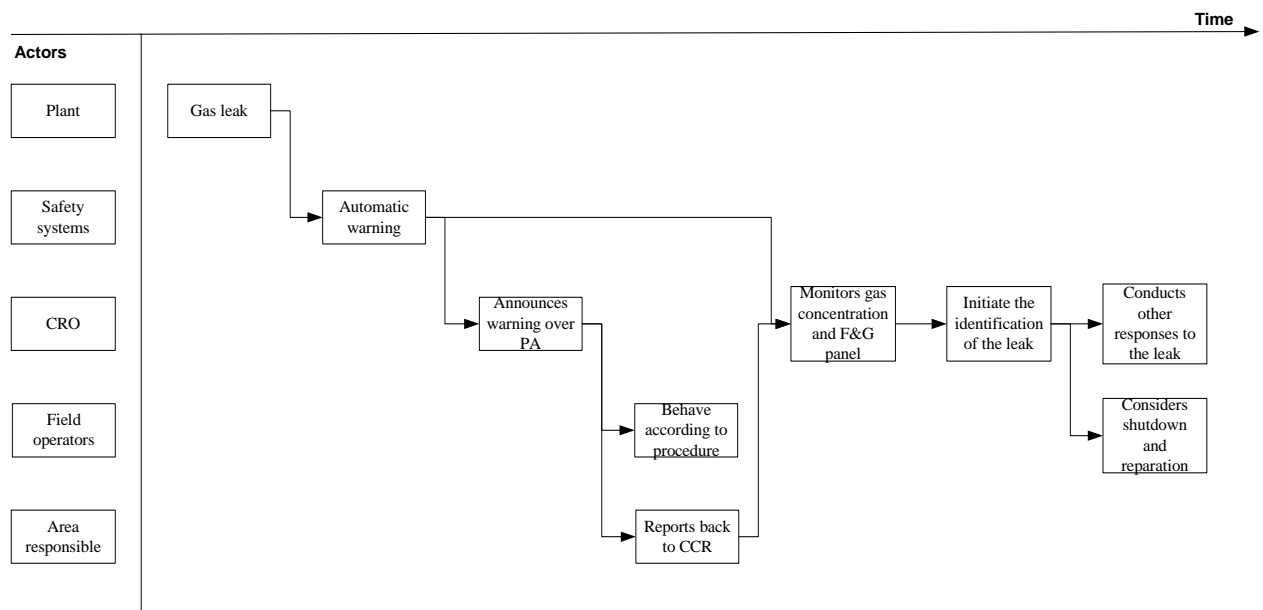 Time
Actors
Plant
Gas leak
Safety
systems
Automatic
warning
CRO
Announces
warning over
PA
Monitors gas
concentration
and F&G
panel
Initiate the
identification
of the leak
Conducts
other
responses to
the leak
Field
operators
Behave
according to
procedure
Considers
shutdown
and
reparation
Area
responsible
Reports back
to CCR